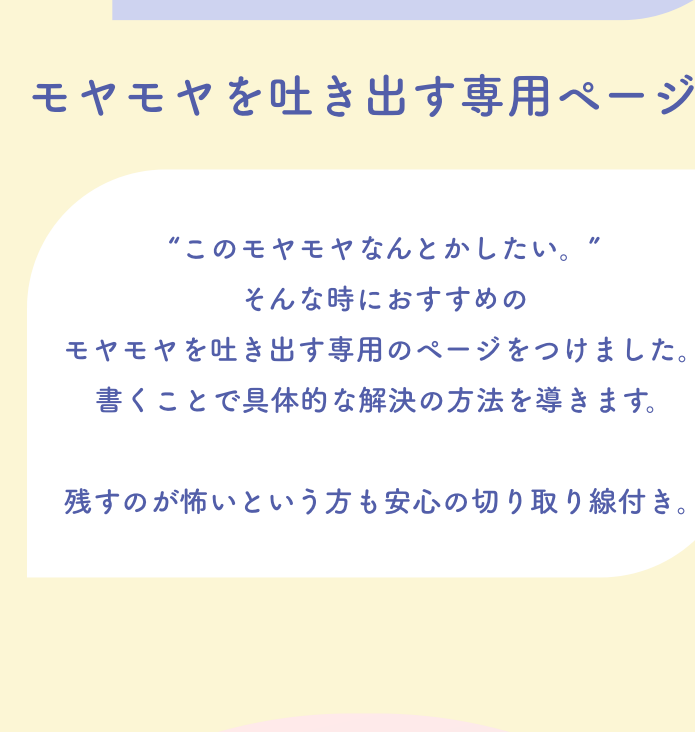 モヤモヤを吐き出す専用ページ
“このモヤモヤなんとかしたい。”
そんな時におすすめの
モヤモヤを吐き出す専用のページをつけました。
書くことで具体的な解決の方法を導きます。
残すのが怖いという方も安心の切り取り線付き。